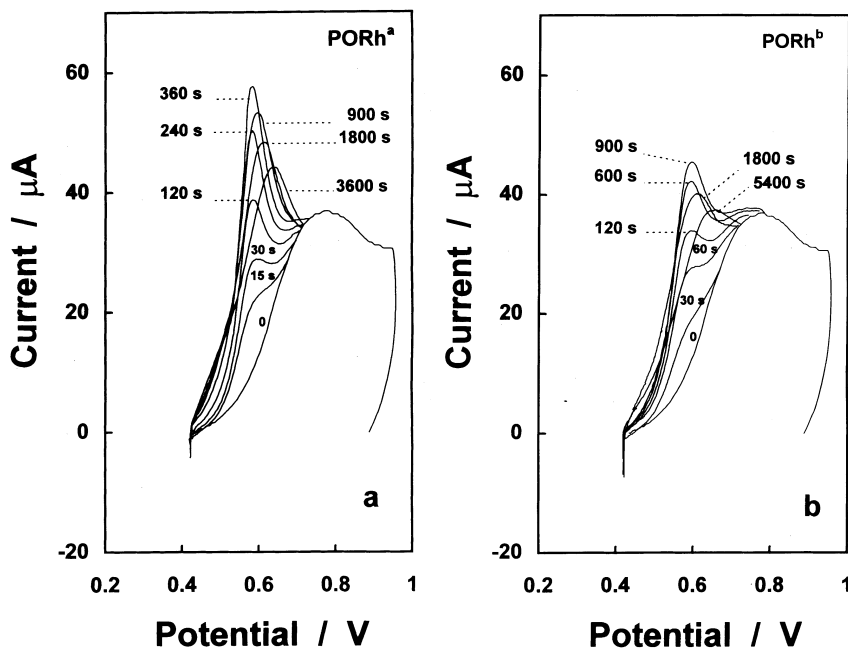 PORhᵃ
60
360 s
900 s
240 s
1800 s
40
120 s
3600 s
30 s
15 s
20
0
0
a
-20
0.2
0.4
0.6
0.8
1
Current / μA
Potential / V
PORhᵇ
60
900 s
1800 s
600 s
5400 s
40
120 s
60 s
30 s
20
0
0
b
-20
0.2
0.4
0.6
0.8
1
Current / μA
Potential / V